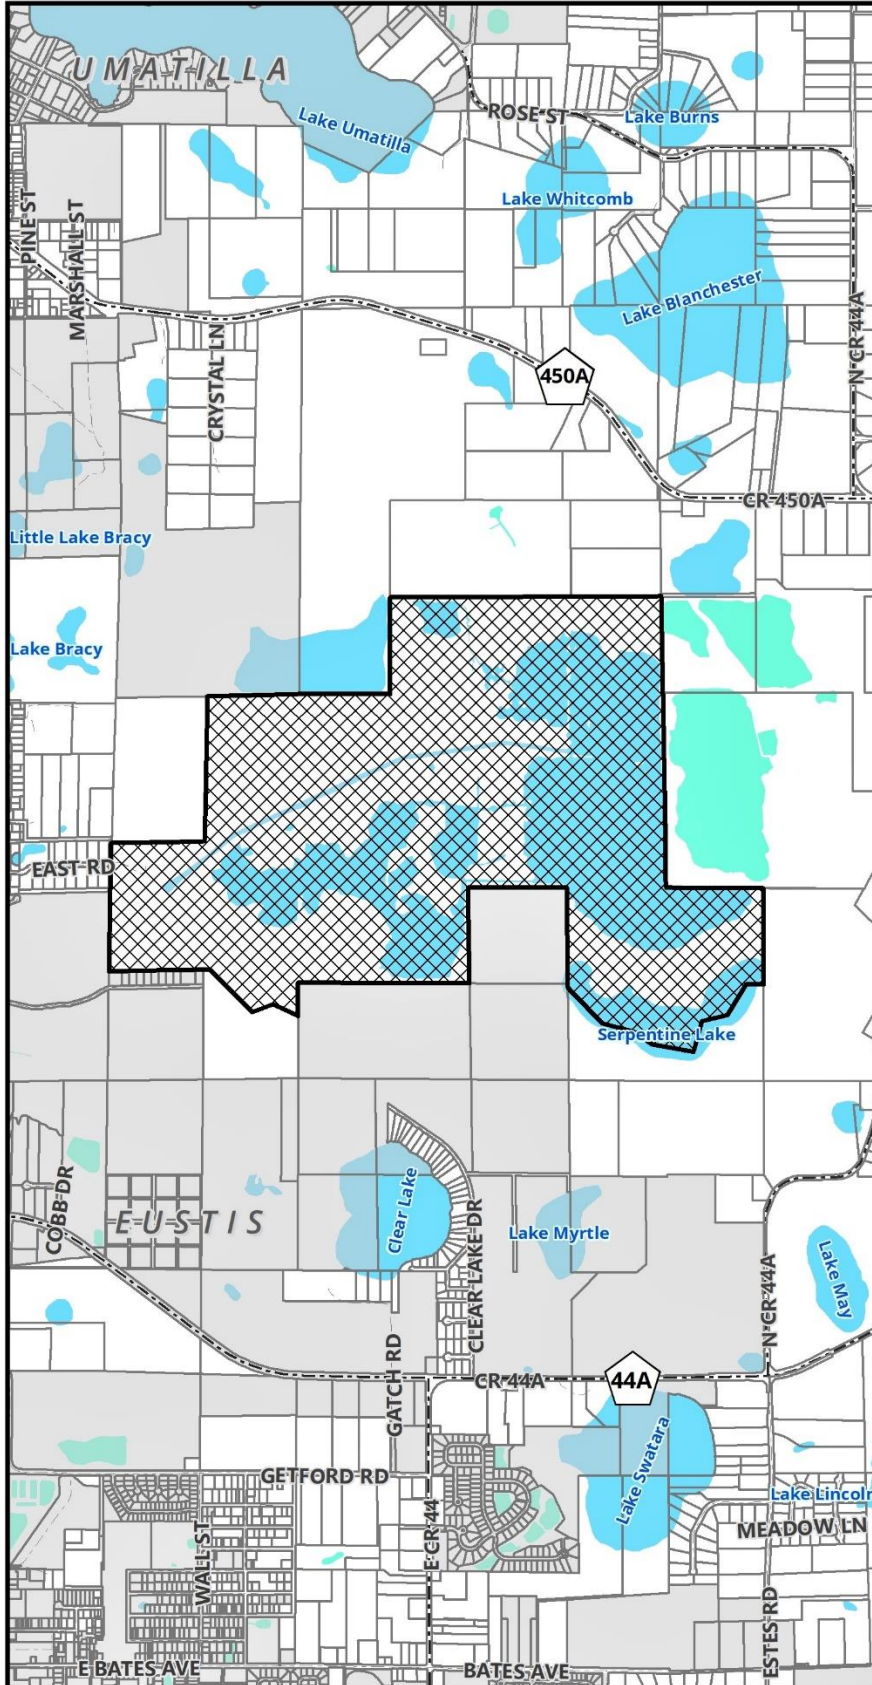 UMATILLA
Lake Umatilla
ROSE ST
Lake Burns
Lake Whitcomb
PINE ST
MARSHALL ST
Lake Blanchester
N CR 44A
CRYSTAL LN
450A
CR 450A
Little Lake Bracy
Lake Bracy
EAST RD
Serpentine Lake
COBB DR
EUSTIS
Clear Lake
CLEAR LAKE DR
Lake Myrtle
N CR 44A
Lake May
GATCH RD
CR 44A
44A
GETFORD RD
Lake Swatara
Lake Lincoln
MEADOW LN
WALL ST
E CR 44
ESTES RD
E BATES AVE
BATES AVE